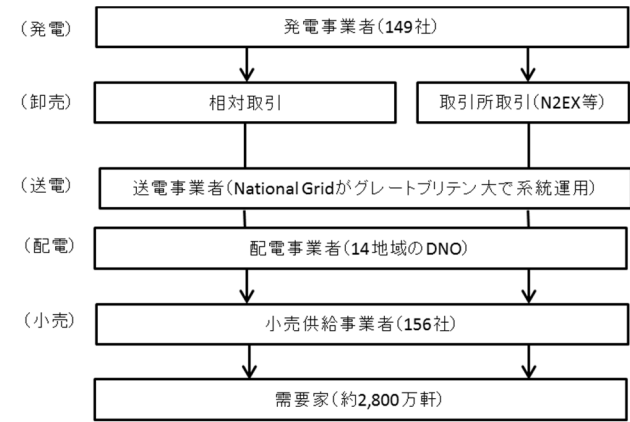 (発電)
発電事業者(149社)
(卸売)
相対取引
取引所取引(N2EX等)
(送電)
送電事業者(National Gridがグレートブリテン大で系統運用)
(配電)
配電事業者(14地域のDNO)
(小売)
小売供給事業者(156社)
需要家(約2,800万軒)